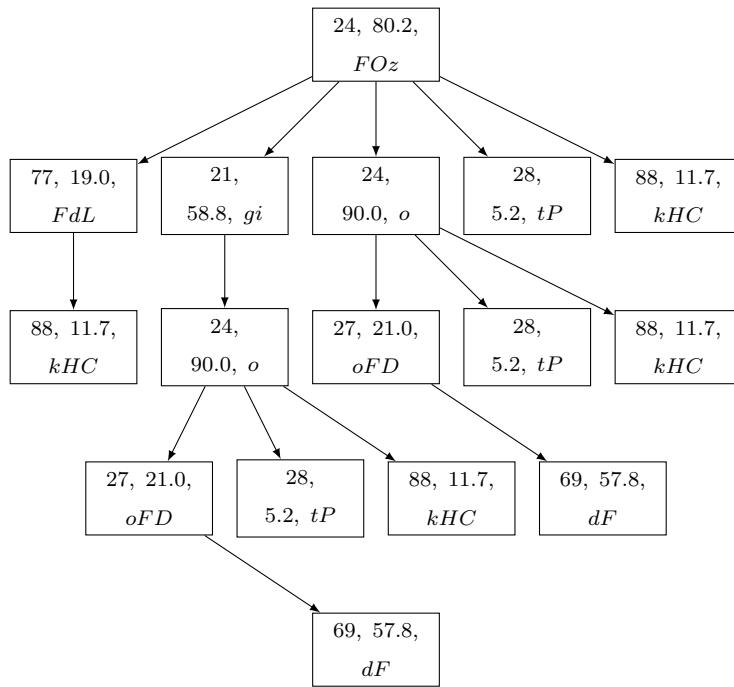 24, 80.2,
FOz
77, 19.0,
FdL
21,
58.8, gi
24,
90.0, o
28,
5.2, tP
88, 11.7,
kHC
88, 11.7,
kHC
24,
90.0, o
27, 21.0,
oFD
28,
5.2, tP
88, 11.7,
kHC
27, 21.0,
oFD
28,
5.2, tP
88, 11.7,
kHC
69, 57.8,
dF
69, 57.8,
dF